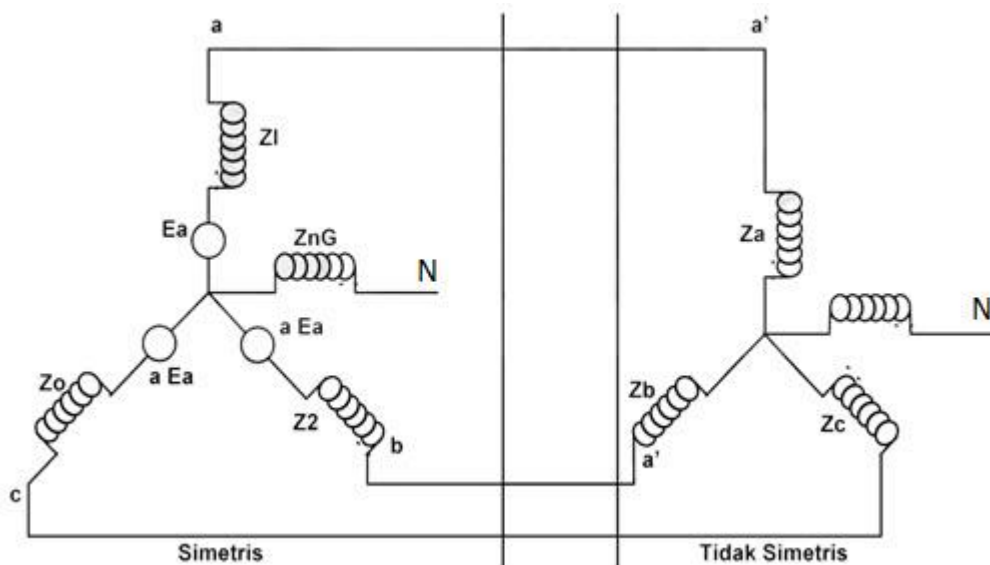 a
a'
Zl
Ea
ZnG
N
Za
N
a Ea
a Ea
Zo
Z2
b
Zb
Zc
a'
c
Simetris
Tidak Simetris